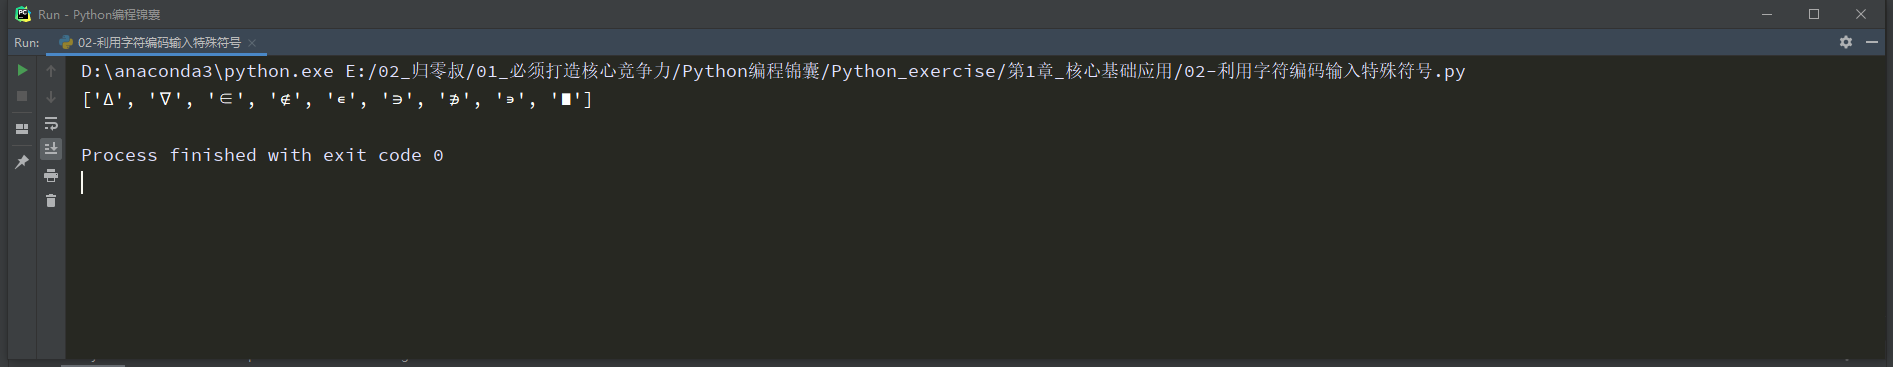 Run - Python编程锦囊
Run: 02-利用字符编码输入特殊符号
D:\anaconda3\python.exe E:/02_归零叔/01_必须打造核心竞争力/Python编程锦囊/Python_exercise/第1章_核心基础应用/02-利用字符编码输入特殊符号.py
['∆', '∇', '∈', '∉', '∊', '∋', '∌', '∍', '∎']
Process finished with exit code 0